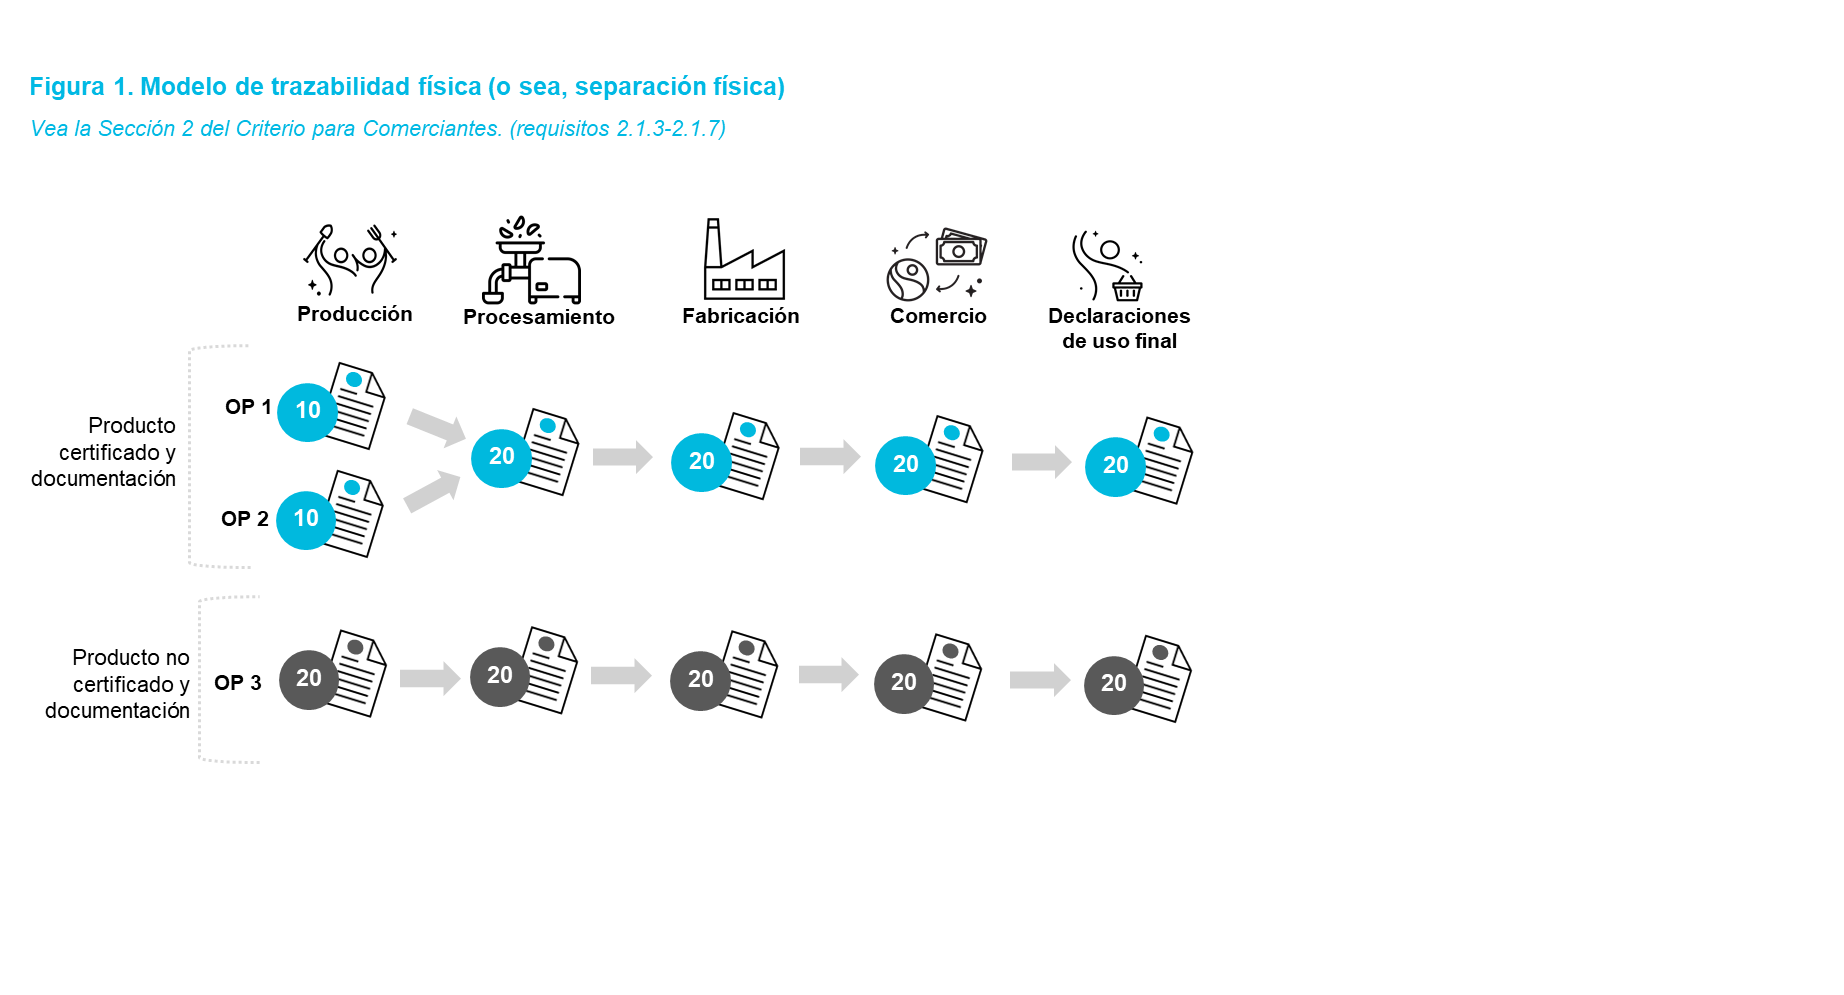 Figura 1. Modelo de trazabilidad física (o sea, separación física)
Vea la Sección 2 del Criterio para Comerciantes. (requisitos 2.1.3-2.1.7)
Producción
Procesamiento
Fabricación
Comercio
Declaraciones
de uso final
Producto
certificado y
documentación
OP 1
10
OP 2
10
20
20
20
20
Producto no
certificado y
documentación
OP 3
20
20
20
20
20